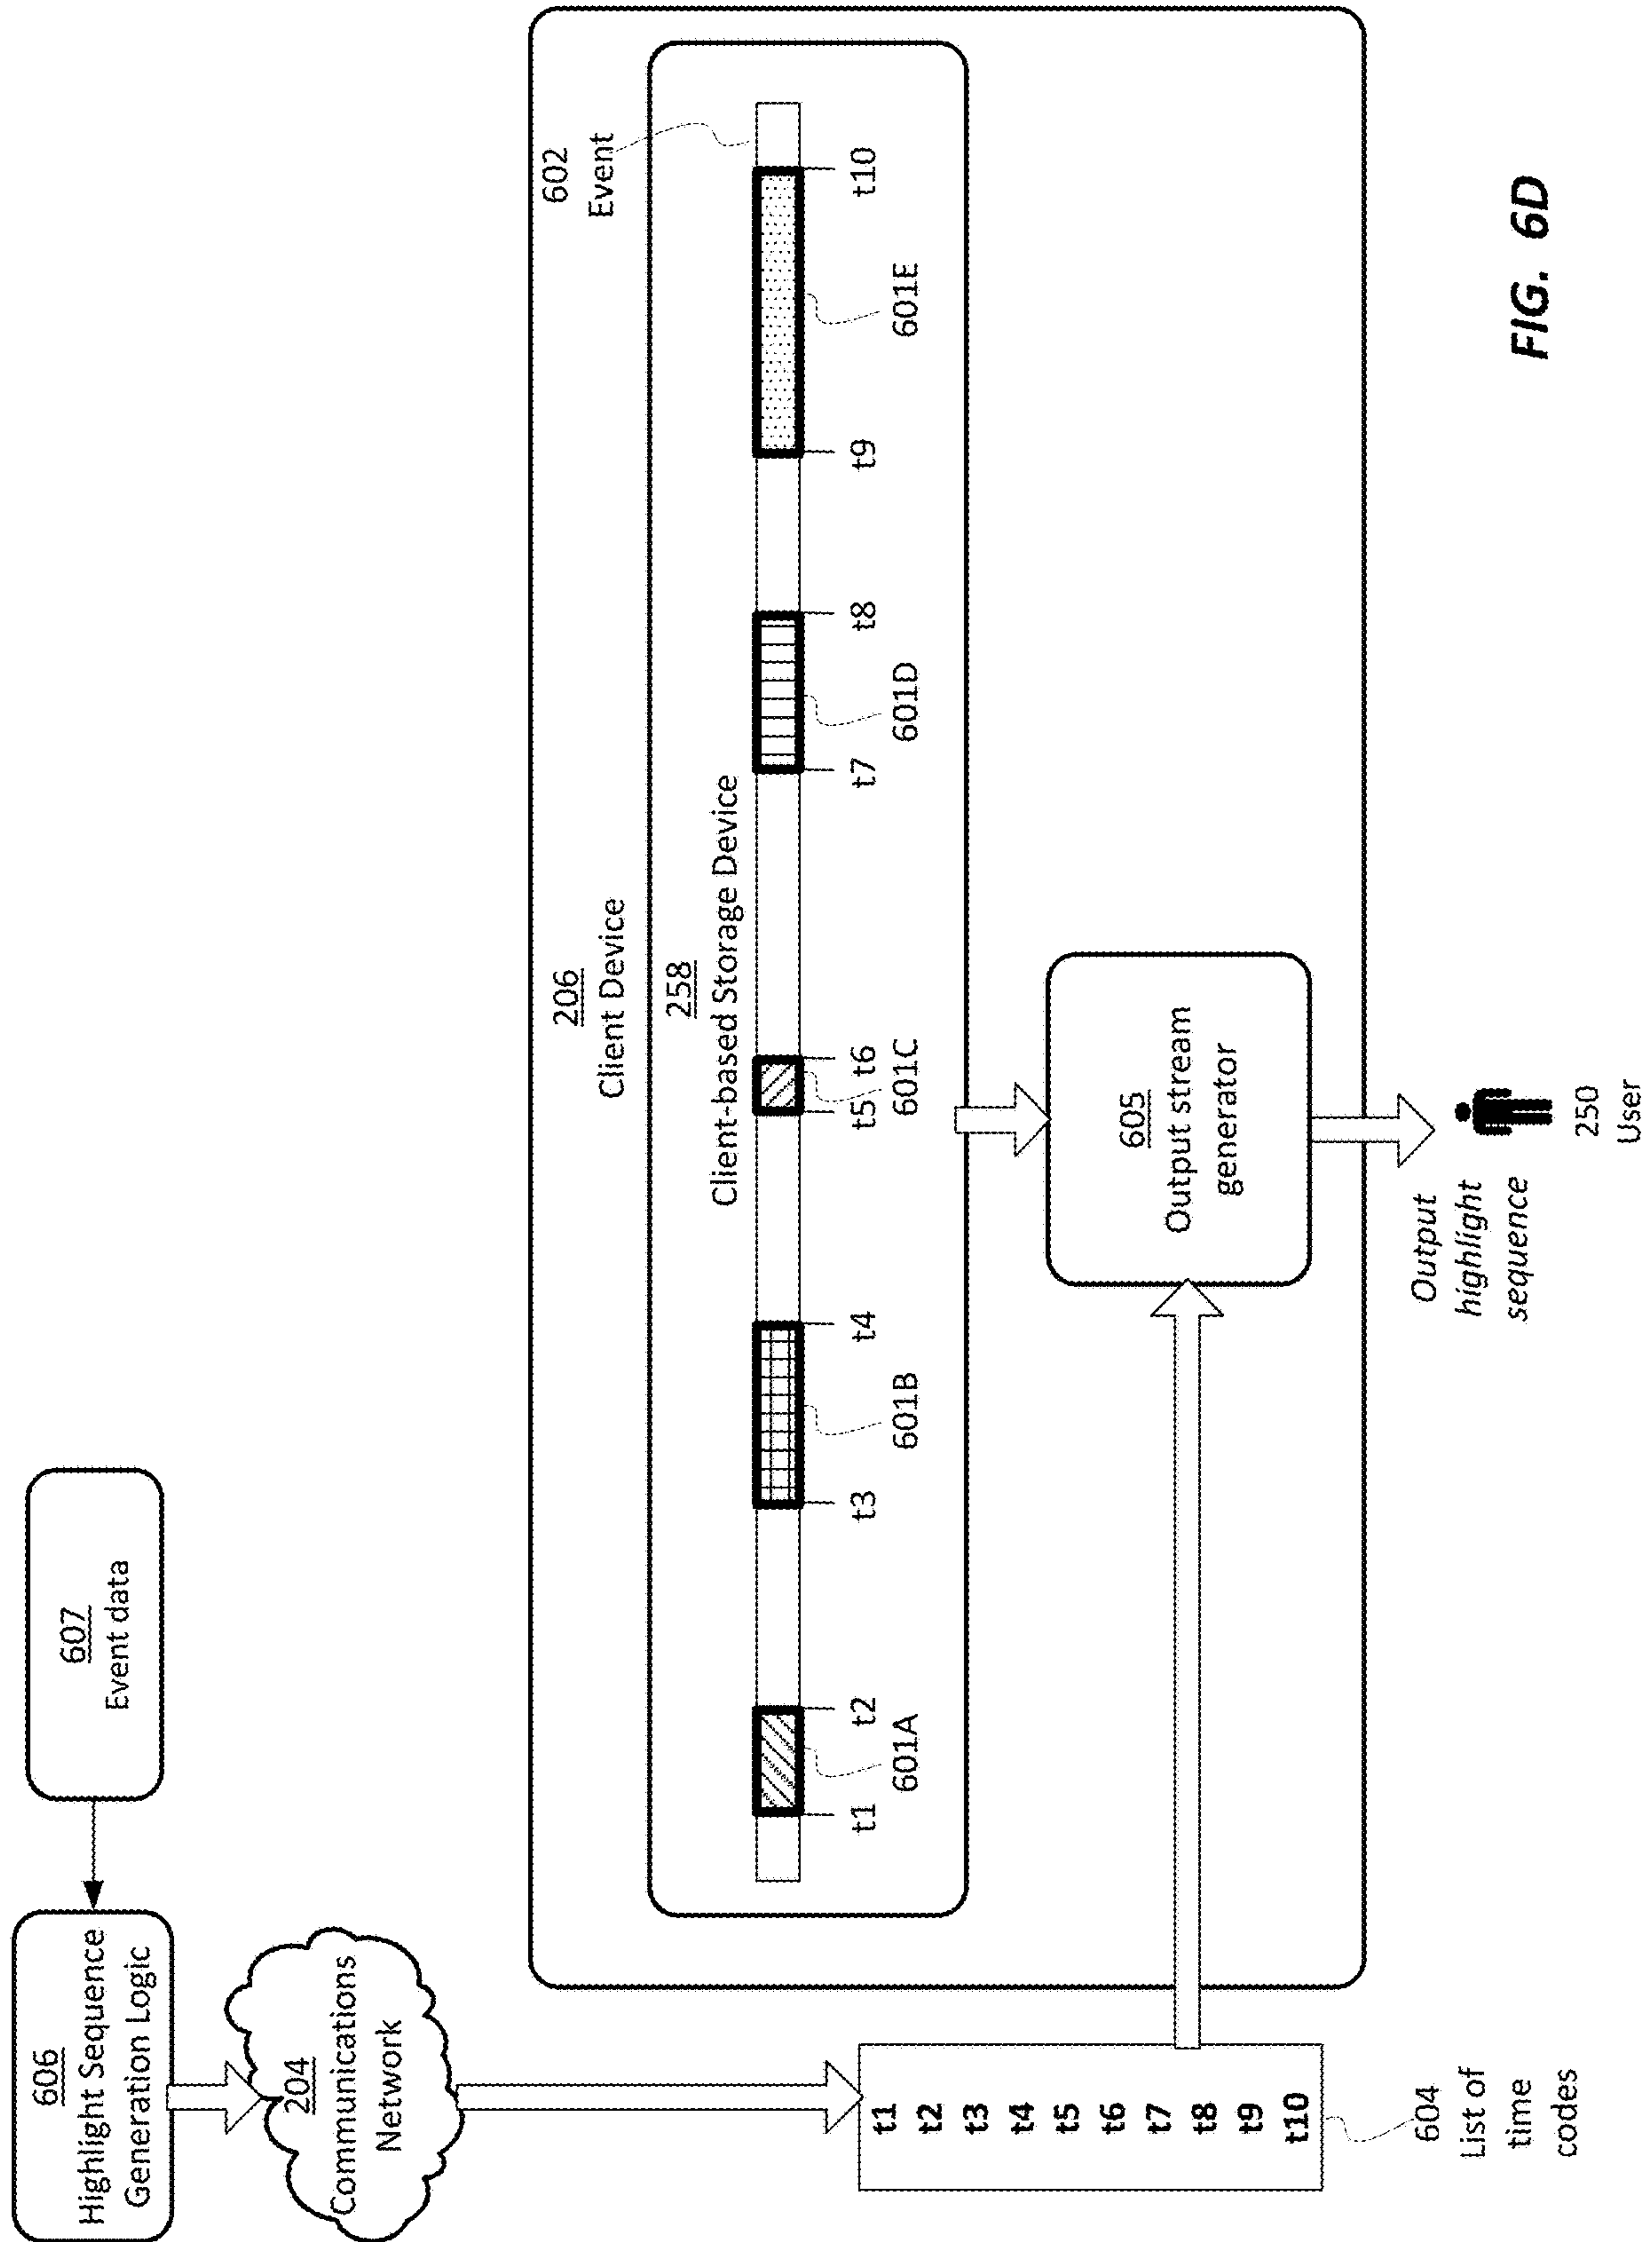 606
Highlight Sequence
Generation Logic
607
Event data
204
Communications
Network
206
Client Device
602
Event
258
Client-based Storage Device
t1
t2
t3
t4
t5
t6
t7
t8
t9
t10
601A
601B
601C
601D
601E
t1
t2
t3
t4
t5
t6
t7
t8
t9
t10
604
List of
time
codes
605
Output stream
generator
Output
highlight
sequence
250
User
FIG. 6D